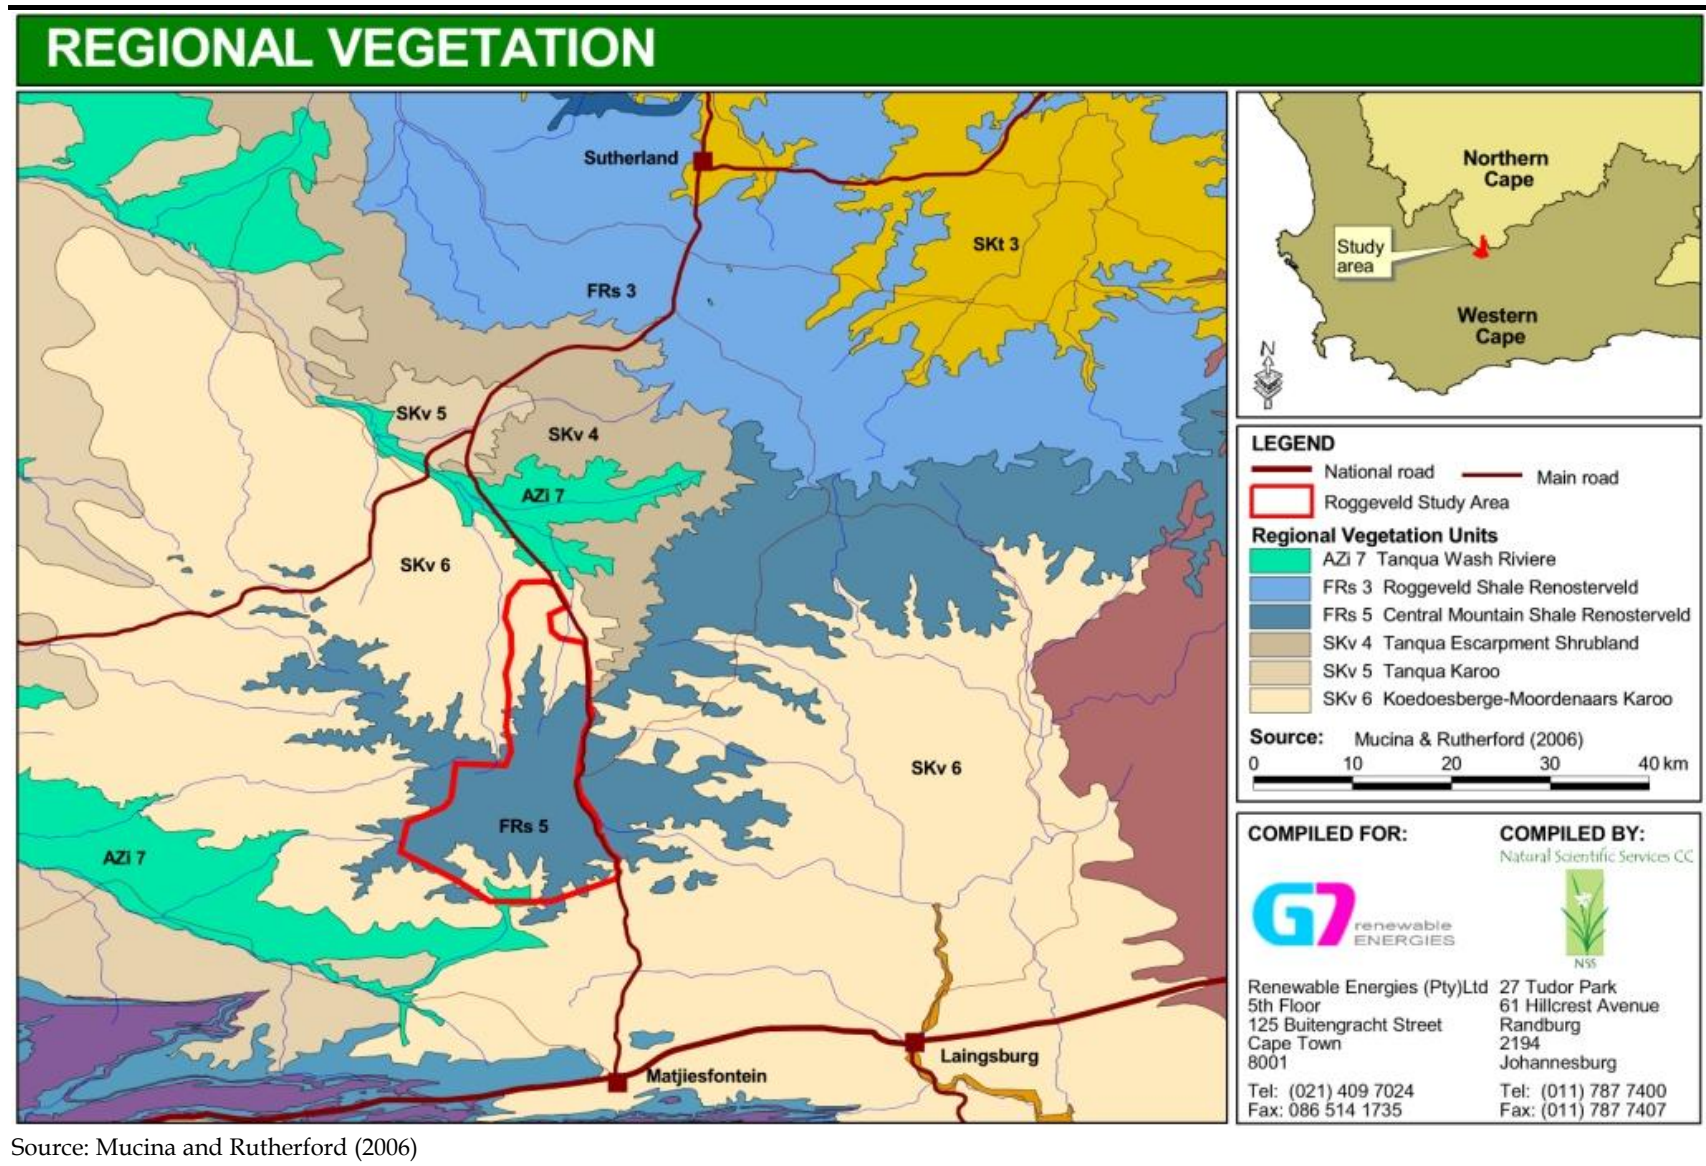 REGIONAL VEGETATION
Sutherland
SKt 3
FRs 3
SKv 5
SKv 4
AZi 7
SKv 6
SKv 6
FRs 5
AZi 7
Laingsburg
Matjiesfontein
Northern
Cape
Study
area
Western
Cape
N
LEGEND
National road
Main road
Roggeveld Study Area
Regional Vegetation Units
AZi 7 Tanqua Wash Riviere
FRs 3 Roggeveld Shale Renosterveld
FRs 5 Central Mountain Shale Renosterveld
SKv 4 Tanqua Escarpment Shrubland
SKv 5 Tanqua Karoo
SKv 6 Koedoesberge-Moordenaars Karoo
Source: Mucina & Rutherford (2006)
0 10 20 30 40 km
COMPILED FOR:
G7
renewable
ENERGIES
Renewable Energies (Pty)Ltd
5th Floor
125 Buitengracht Street
Cape Town
8001
Tel: (021) 409 7024
Fax: 086 514 1735
COMPILED BY:
Natural Scientific Services CC
NSS
27 Tudor Park
61 Hillcrest Avenue
Randburg
2194
Johannesburg
Tel: (011) 787 7400
Fax: (011) 787 7407
Source: Mucina and Rutherford (2006)